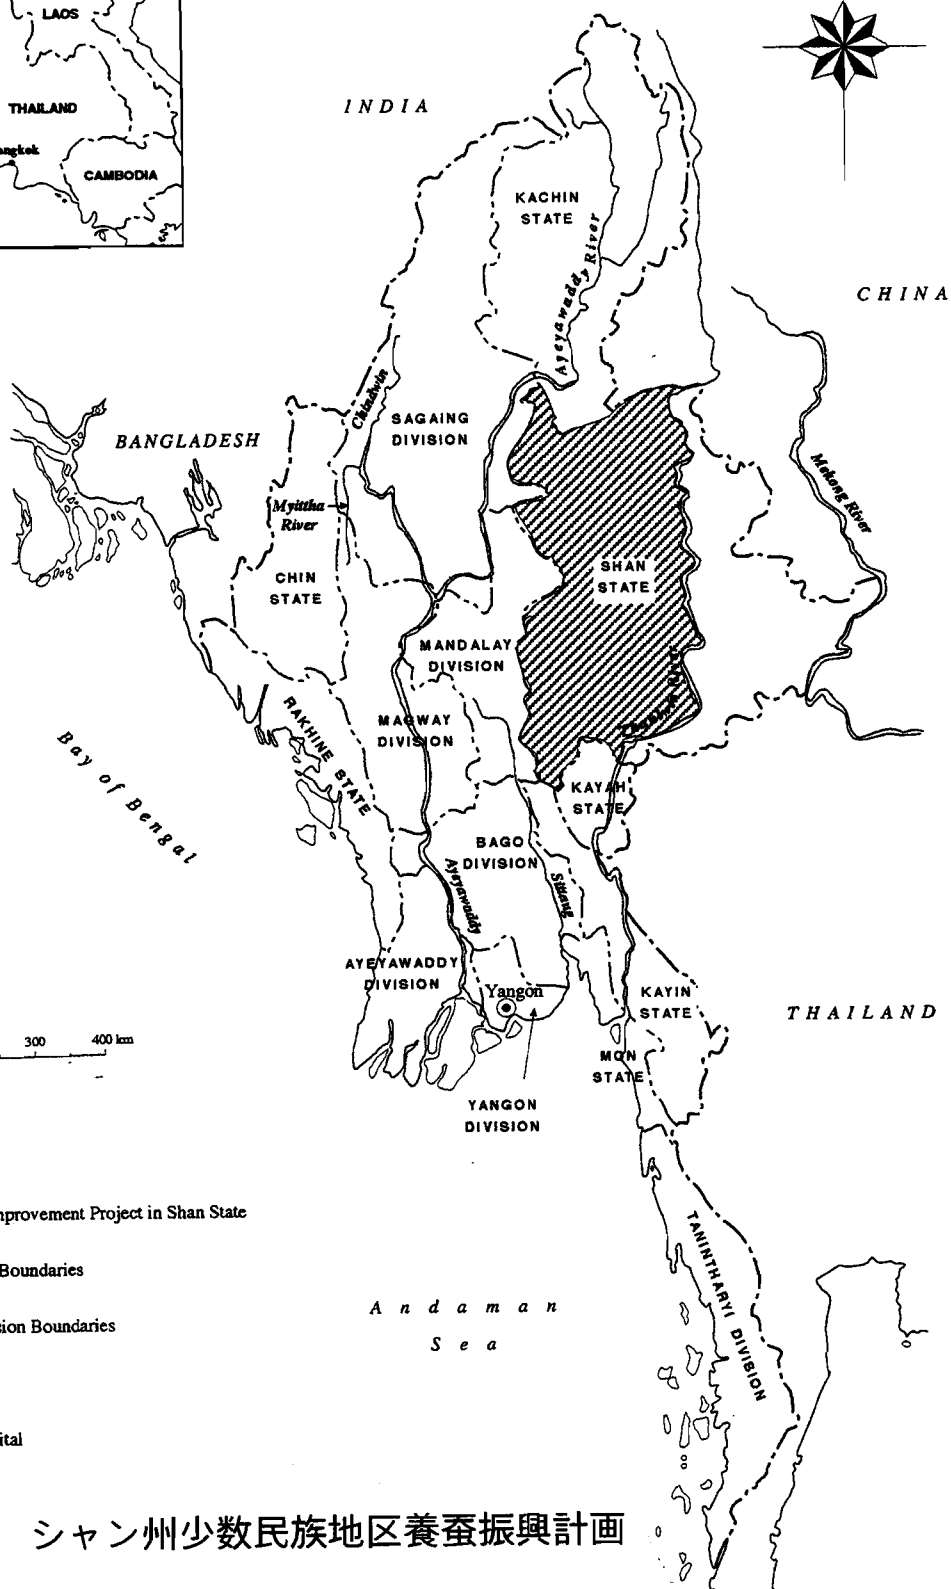 LAOS
THAILAND
angkok
CAMBODIA
INDIA
CHINA
KACHIN
STATE
Ayeyawaddy River
Chindwin
SAGAING
DIVISION
BANGLADESH
Mekong River
Myittha
River
SHAN
STATE
CHIN
STATE
MANDALAY
DIVISION
RAKHINE STATE
MAGWAY
DIVISION
Bay of Bengal
KAYAH
STATE
BAGO
DIVISION
Ayeyawaddy
Sittang
AYEYAWADDY
DIVISION
Yangon
KAYIN
STATE
THAILAND
300 400 km
MON
STATE
YANGON
DIVISION
mprovement Project in Shan State
Boundaries
sion Boundaries
TANINTHARYI DIVISION
Andaman
Sea
ital
シャン州少数民族地区養蚕振興計画